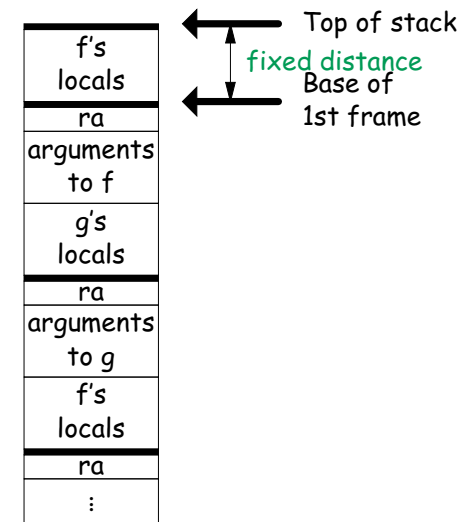 f's
locals
ra
arguments
to f
g's
locals
ra
arguments
to g
f's
locals
ra
⋮
Top of stack
fixed distance
Base of
1st frame